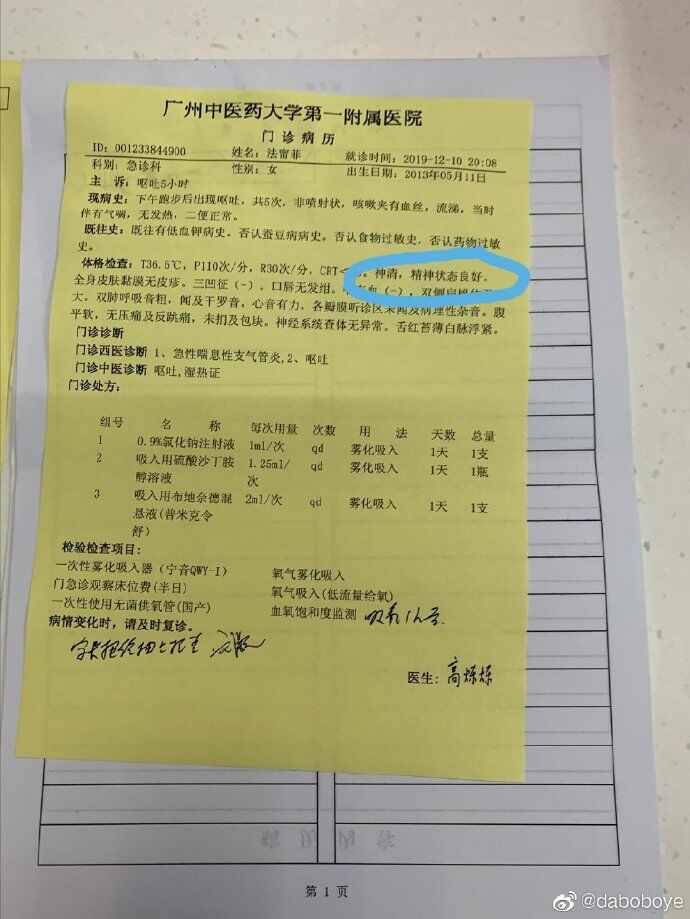 广州中医药大学第一附属医院
门诊病历
ID: 001233844900 姓名: 法甯菲 就诊时间: 2019-12-10 20:08
科别: 急诊科 性别: 女 出生日期: 2013年05月11日
主 诉: 呕吐5小时
现病史: 下午跑步后出现呕吐, 共5次, 非喷射状, 咳嗽夹有血丝, 流涕, 当时
伴有气喘, 无发热, 二便正常。
既往史: 既往有低血钾病史。否认蚕豆病病史。否认食物过敏史, 否认药物过敏
史。
体格检查: T36.5℃, P110次/分, R30次/分, CRT 。神清, 精神状态良好。
全身皮肤黏膜无皮疹。三凹征 (-) 。口唇无发绀。 (-) , 双侧扁桃体
大。双肺呼吸音粗, 闻及干罗音。心音有力, 各瓣膜听诊区未闻及病理性杂音。腹
平软, 无压痛及反跳痛, 未扪及包块。神经系统查体无异常。舌红苔薄白脉浮紧。
门诊诊断
门诊西医诊断 1、急性喘息性支气管炎, 2、呕吐
门诊中医诊断 呕吐, 湿热证
门诊处方:
组号 名 称 每次用量 次数 用 法 天数 总量
1 0.9%氯化钠注射液 1ml/次 qd 雾化吸入 1天 1支
2 吸入用硫酸沙丁胺 1.25ml/ qd 雾化吸入 1天 1瓶
醇溶液 次
3 吸入用布地奈德混 2ml/次 qd 雾化吸入 1天 1支
悬液(普米克令
舒)
检验检查项目:
一次性雾化吸入器 (宁音QWY-I) 氧气雾化吸入
门急诊观察床位费(半日) 氧气吸入(低流量给氧)
一次性使用无菌供氧管(国产) 血氧饱和度监测
病情变化时, 请及时复诊。
医生: 高烁烁
病历内容
第 1 页
@daboboye